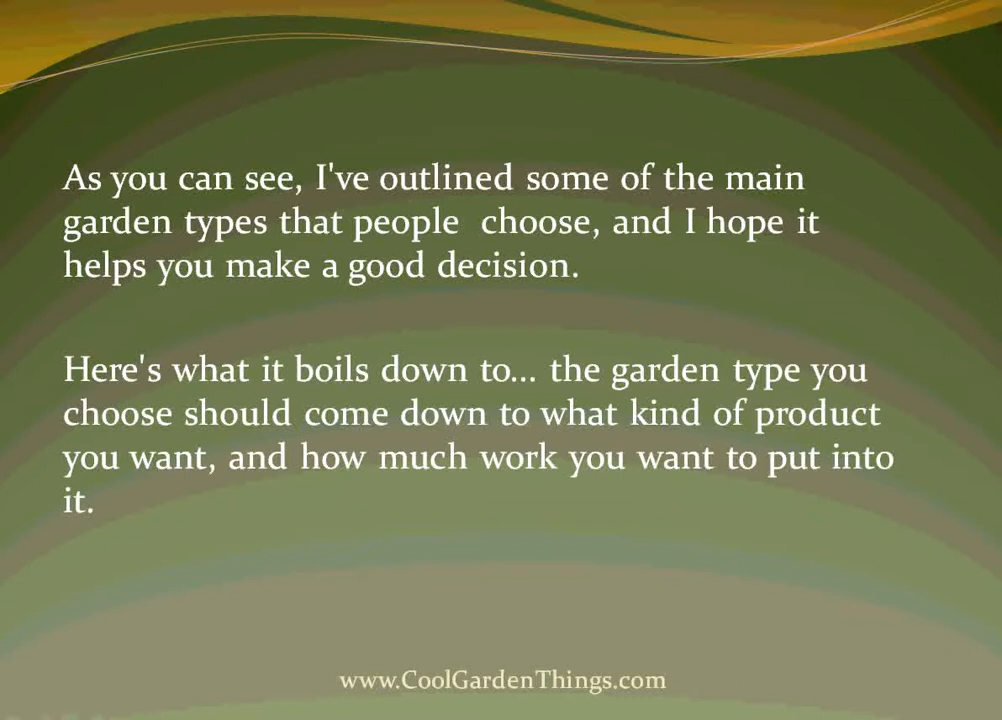 As you can see, I've outlined some of the main
garden types that people  choose, and I hope it
helps you make a good decision.
Here's what it boils down to... the garden type you
choose should come down to what kind of product
you want, and how much work you want to put into
it.
www.CoolGardenThings.com